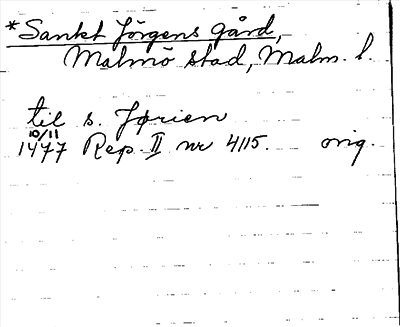 *Sankt Jörgens gård,
Malmö stad, Malm. l.
til s. Jørien
10/11
1477 Rep. II nr 4115. orig.